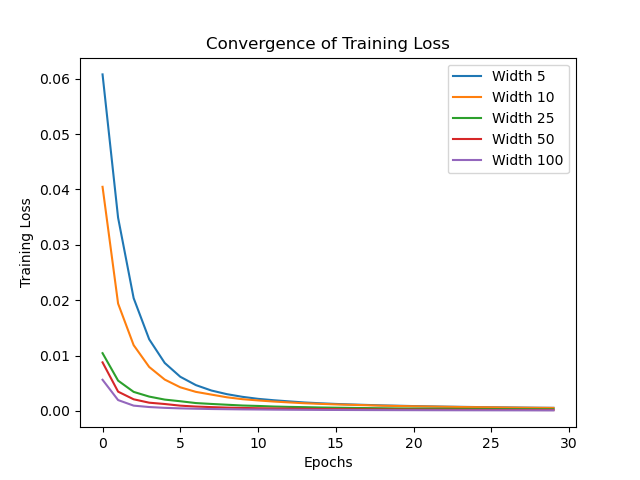 Convergence of Training Loss
Width 5
Width 10
Width 25
Width 50
Width 100
Training Loss
0.06
0.05
0.04
0.03
0.02
0.01
0.00
0 5 10 15 20 25 30
Epochs